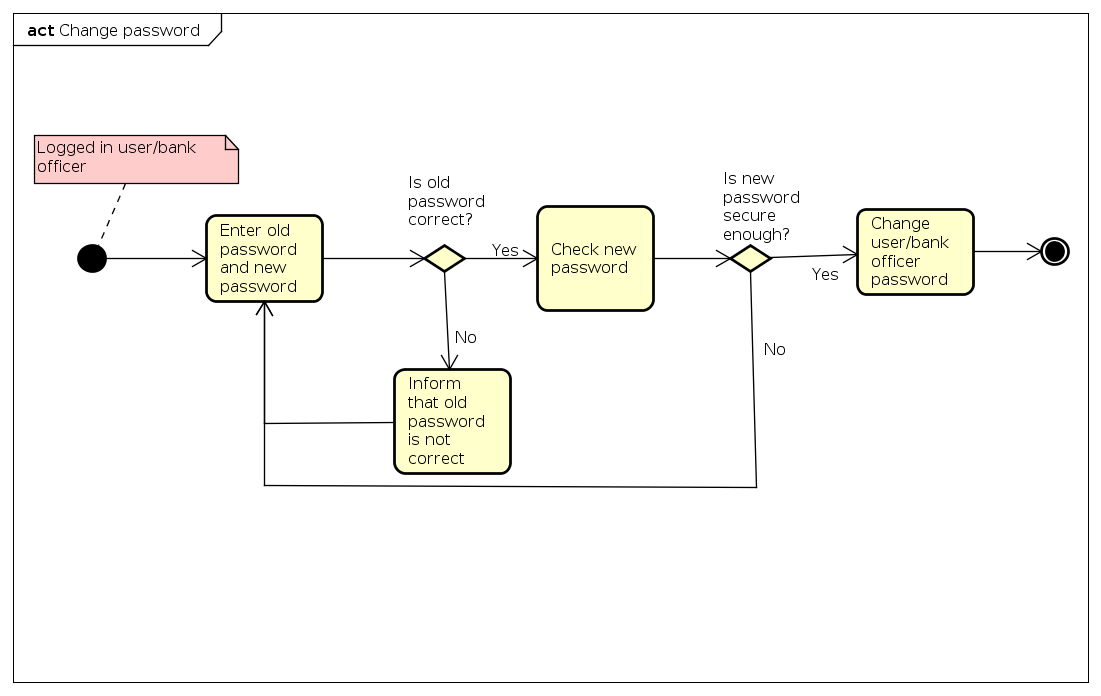 act Change password
Logged in user/bank
officer
Enter old
password
and new
password
Is old
password
correct?
Yes
No
Inform
that old
password
is not
correct
Check new
password
Is new
password
secure
enough?
Yes
No
Change
user/bank
officer
password